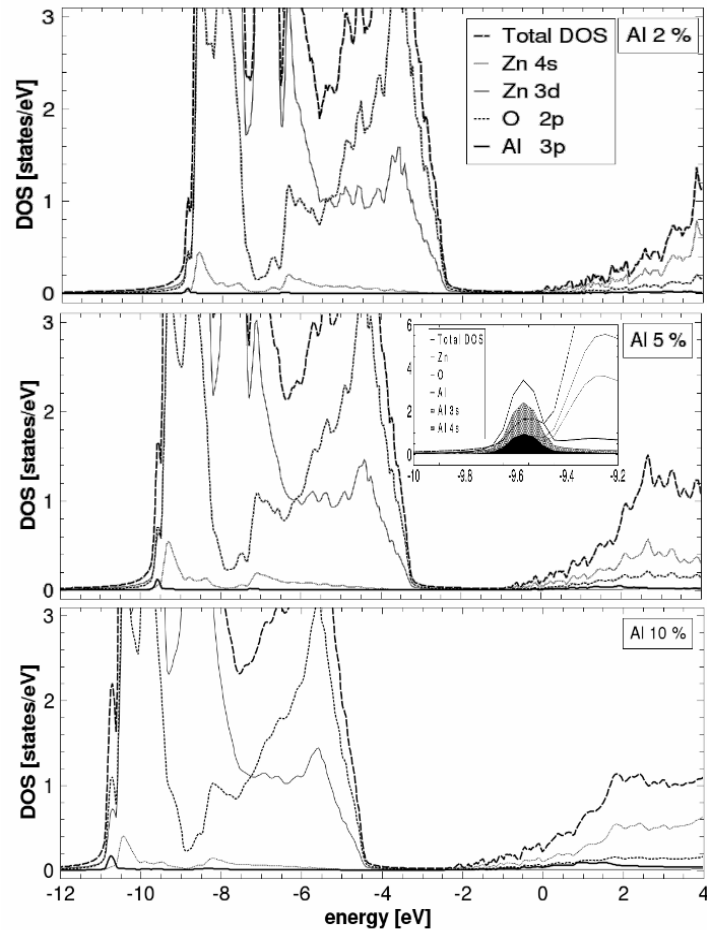 3
2
1
0
DOS [states/eV]
Total DOS
Zn 4s
Zn 3d
O 2p
Al 3p
Al 2 %
3
2
1
0
DOS [states/eV]
6
4
2
0
Total DOS
Zn
O
Al
Al 3s
Al 4s
-10 -9.8 -9.6 -9.4 -9.2
Al 5 %
3
2
1
0
DOS [states/eV]
Al 10 %
-12 -10 -8 -6 -4 -2 0 2 4
energy [eV]